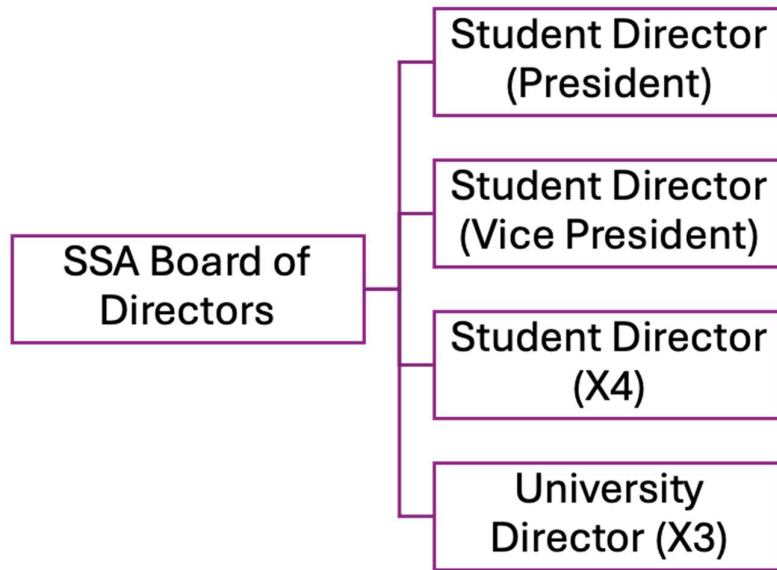 SSA Board of
Directors
Student Director
(President)
Student Director
(Vice President)
Student Director
(X4)
University
Director (X3)